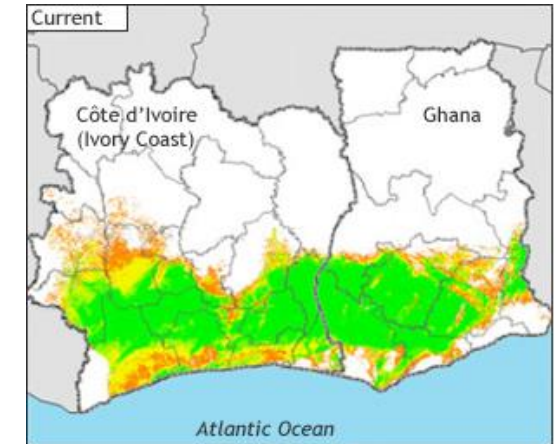 Current
Côte d'Ivoire
(Ivory Coast)
Ghana
Atlantic Ocean